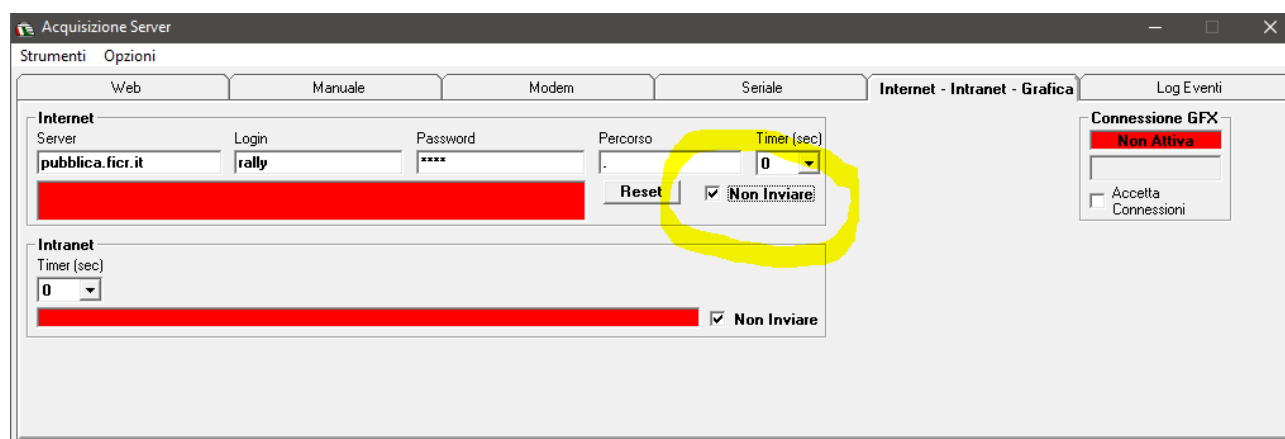 Acquisizione Server
Strumenti Opzioni
Web Manuale Modem Seriale Internet - Intranet - Grafica Log Eventi
Internet
Server Login Password Percorso Timer (sec)
pubblica.ficr.it rally **** . 0
Reset Non Inviare
Intranet
Timer (sec)
0
Non Inviare
Connessione GFX
Non Attiva
Accetta
Connessioni